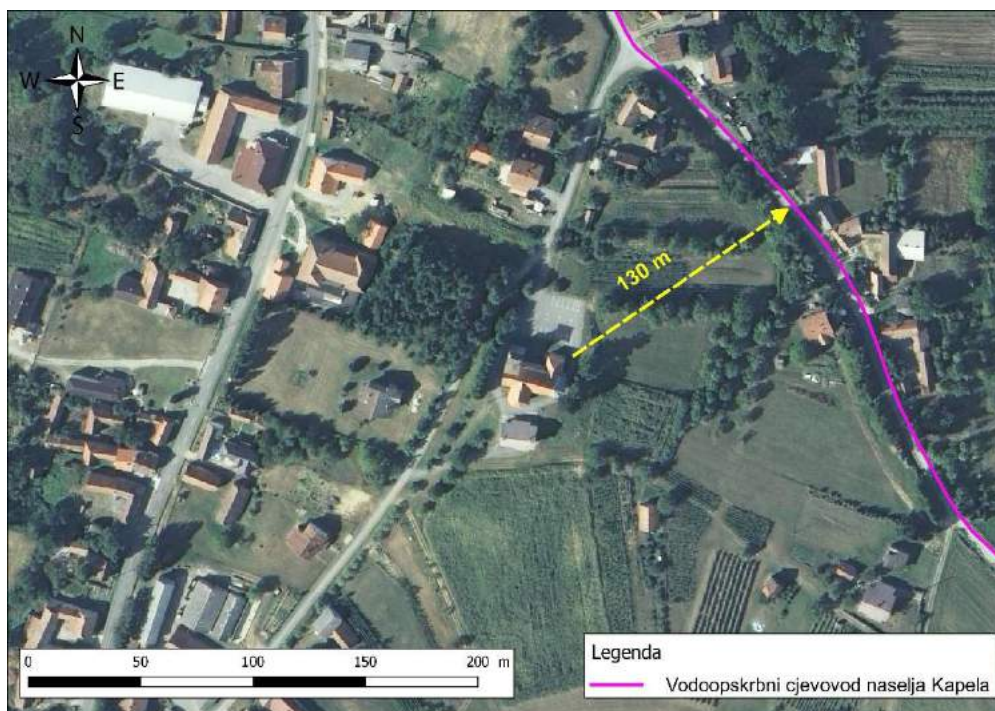 N
W E
S
130 m
0 50 100 150 200 m
Legenda
Vodoopskrbni cjevovod naselja Kapela